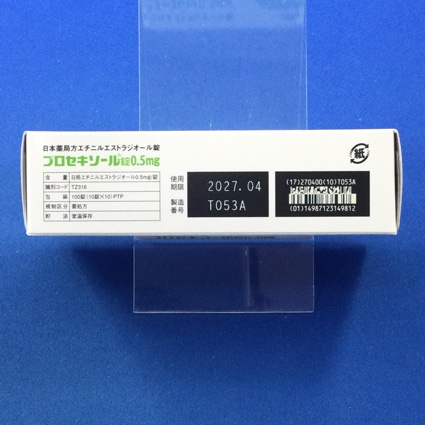 日本薬局方エチニルエストラジオール錠
プロセキソール錠0.5mg
含量 日局エチニルエストラジオール0.5mg/錠
識別コード TZ316
包装 100錠(10錠×10)PTP
規制区分 要処方
貯法 室温保存
使用期限 2027.04
製造番号 T053A
(17)270400(10)T053A
(01)14987123149812
紙